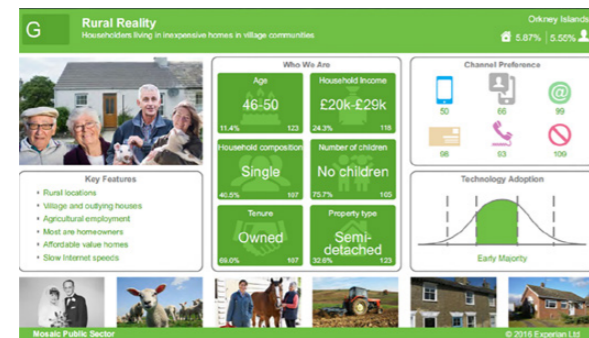 G
Rural Reality
Householders living in inexpensive homes in village communities
Orkney Islands
5.87% | 5.55%
Who We Are
Age
46-50
11.4% 123
Household Income
£20k-£29k
24.3% 118
Household composition
Single
40.5% 107
Number of children
No children
75.7% 105
Tenure
Owned
69.0% 107
Property type
Semi-
detached
32.6% 123
Channel Preference
50
66
99
98
93
109
Key Features
Rural locations
Village and outlying houses
Agricultural employment
Most are homeowners
Affordable value homes
Slow Internet speeds
Technology Adoption
Early Majority
Mosaic Public Sector
© 2016 Experian Ltd